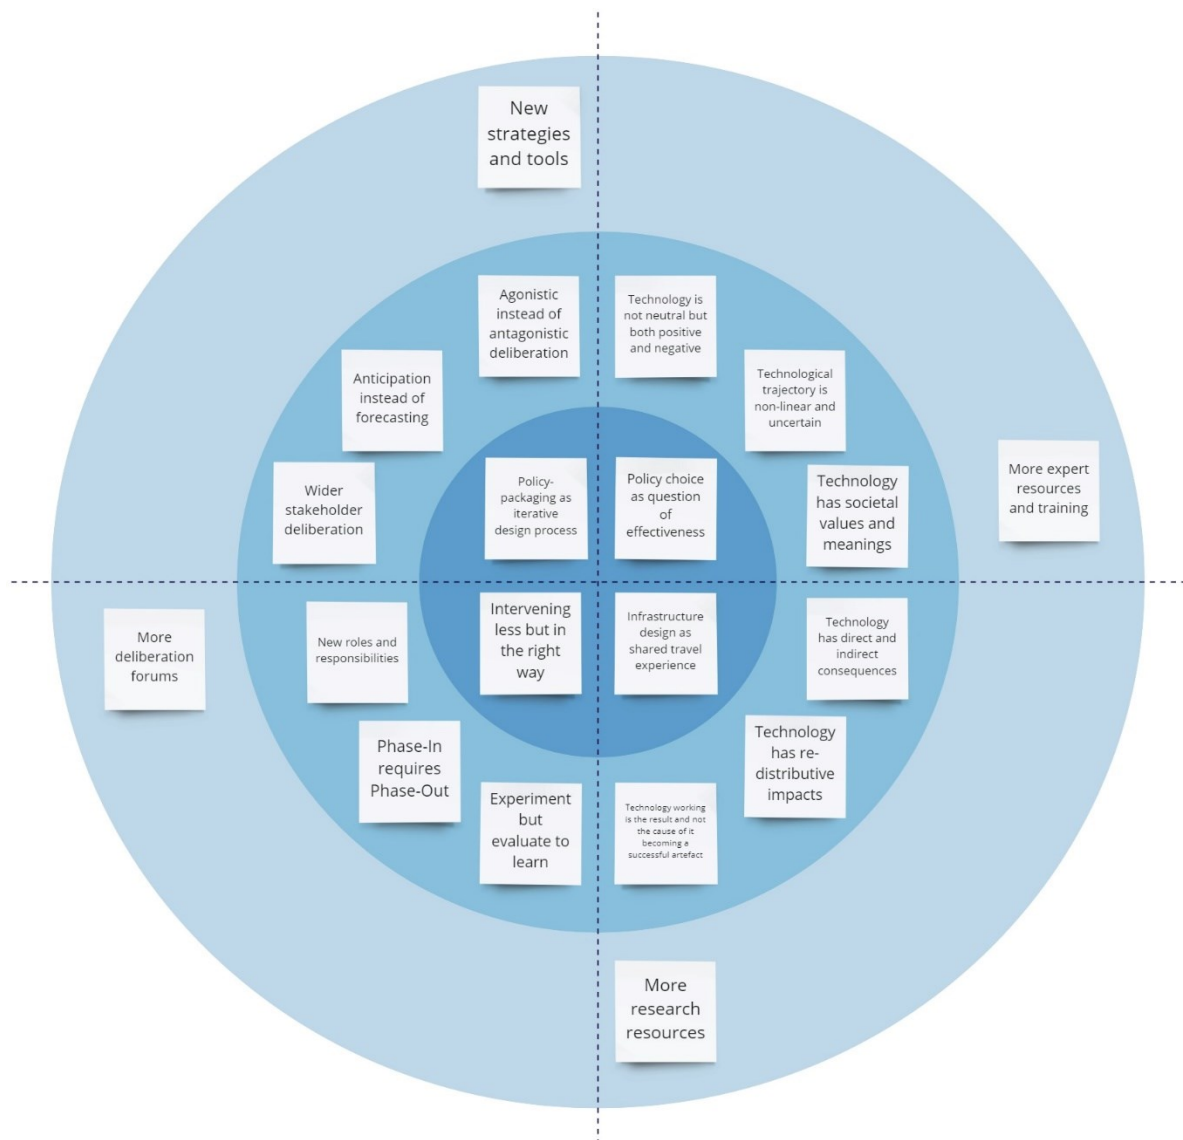 New
strategies
and tools
Agonistic
instead of
antagonistic
deliberation
Technology is
not neutral but
both positive
and negative
Anticipation
instead of
forecasting
Technological
trajectory is
non-linear and
uncertain
More expert
resources
and training
Wider
stakeholder
deliberation
Policy-
packaging as
iterative
design process
Policy choice
as question
of
effectiveness
Technology
has societal
values and
meanings
More
deliberation
forums
New roles and
responsibilities
Intervening
less but in
the right
way
Infrastructure
design as
shared travel
experience
Technology
has direct and
indirect
consequences
Phase-In
requires
Phase-Out
Technology
has re-
distributive
impacts
Experiment
but
evaluate to
learn
Technology working
is the result and not
the cause of it
becoming a
successful artefact
More
research
resources